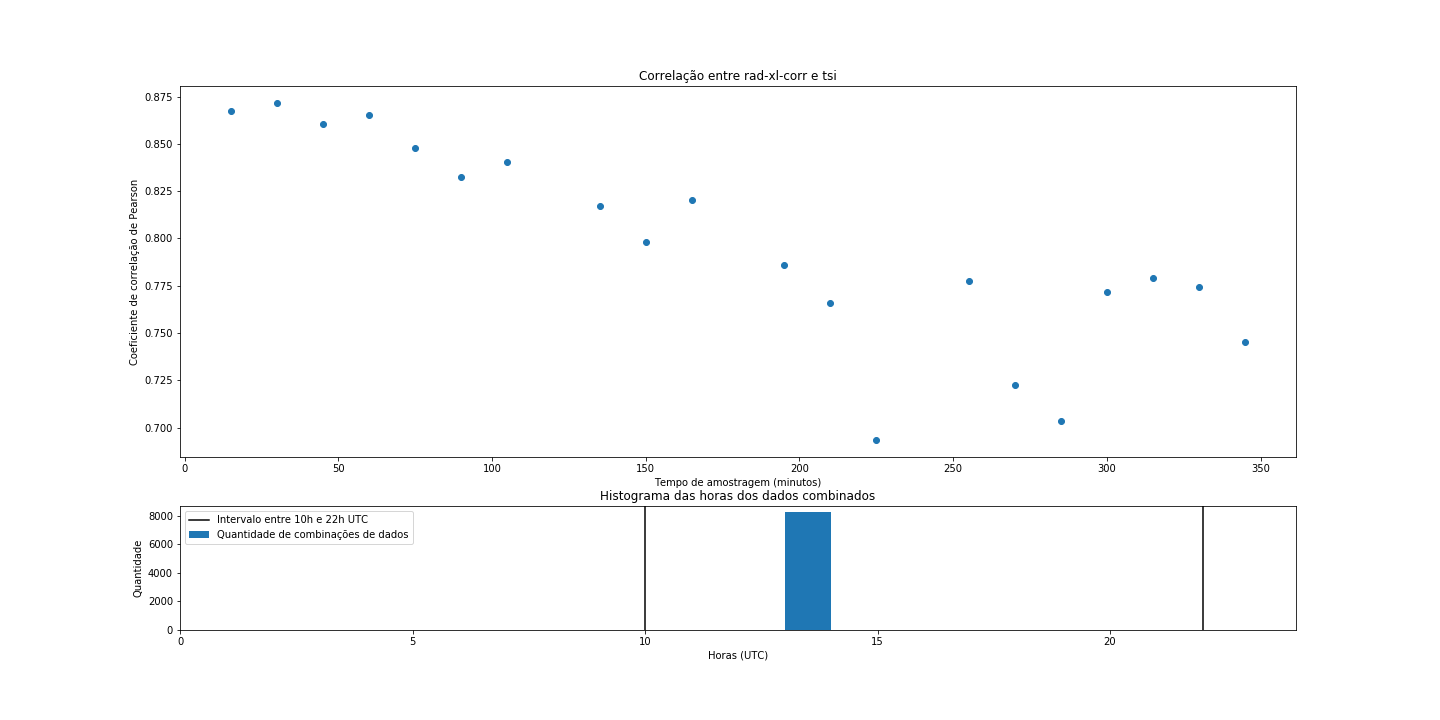 Correlação entre rad-xl-corr e tsi
0.875
0.850
0.825
0.800
0.775
0.750
0.725
0.700
Coeficiente de correlação de Pearson
0 50 100 150 200 250 300 350
Tempo de amostragem (minutos)
Histograma das horas dos dados combinados
Intervalo entre 10h e 22h UTC
Quantidade de combinações de dados
8000
6000
4000
2000
0
Quantidade
0 5 10 15 20
Horas (UTC)